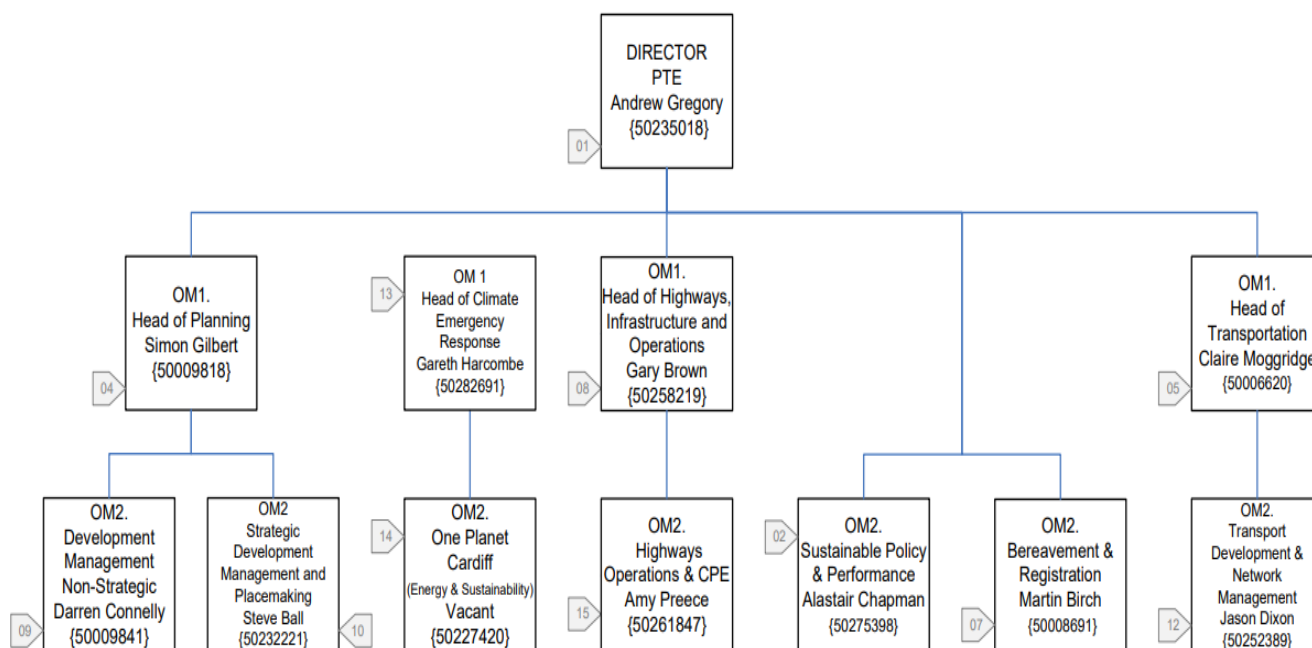 DIRECTOR
PTE
Andrew Gregory
{50235018}
01
OM1.
Head of Planning
Simon Gilbert
{50009818}
04
13
OM 1
Head of Climate
Emergency
Response
Gareth Harcombe
{50282691}
OM1.
Head of Highways,
Infrastructure and
Operations
Gary Brown
{50258219}
08
OM1.
Head of
Transportation
Claire Moggridge
{50006620}
05
OM2.
Development
Management
Non-Strategic
Darren Connelly
{50009841}
09
OM2
Strategic
Development
Management and
Placemaking
Steve Ball
{50232221}
10
14
OM2.
One Planet
Cardiff
(Energy & Sustainability)
Vacant
{50227420}
OM2.
Highways
Operations & CPE
Amy Preece
{50261847}
15
02
OM2.
Sustainable Policy
& Performance
Alastair Chapman
{50275398}
OM2.
Bereavement &
Registration
Martin Birch
{50008691}
07
OM2.
Transport
Development &
Network
Management
Jason Dixon
{50252389}
12